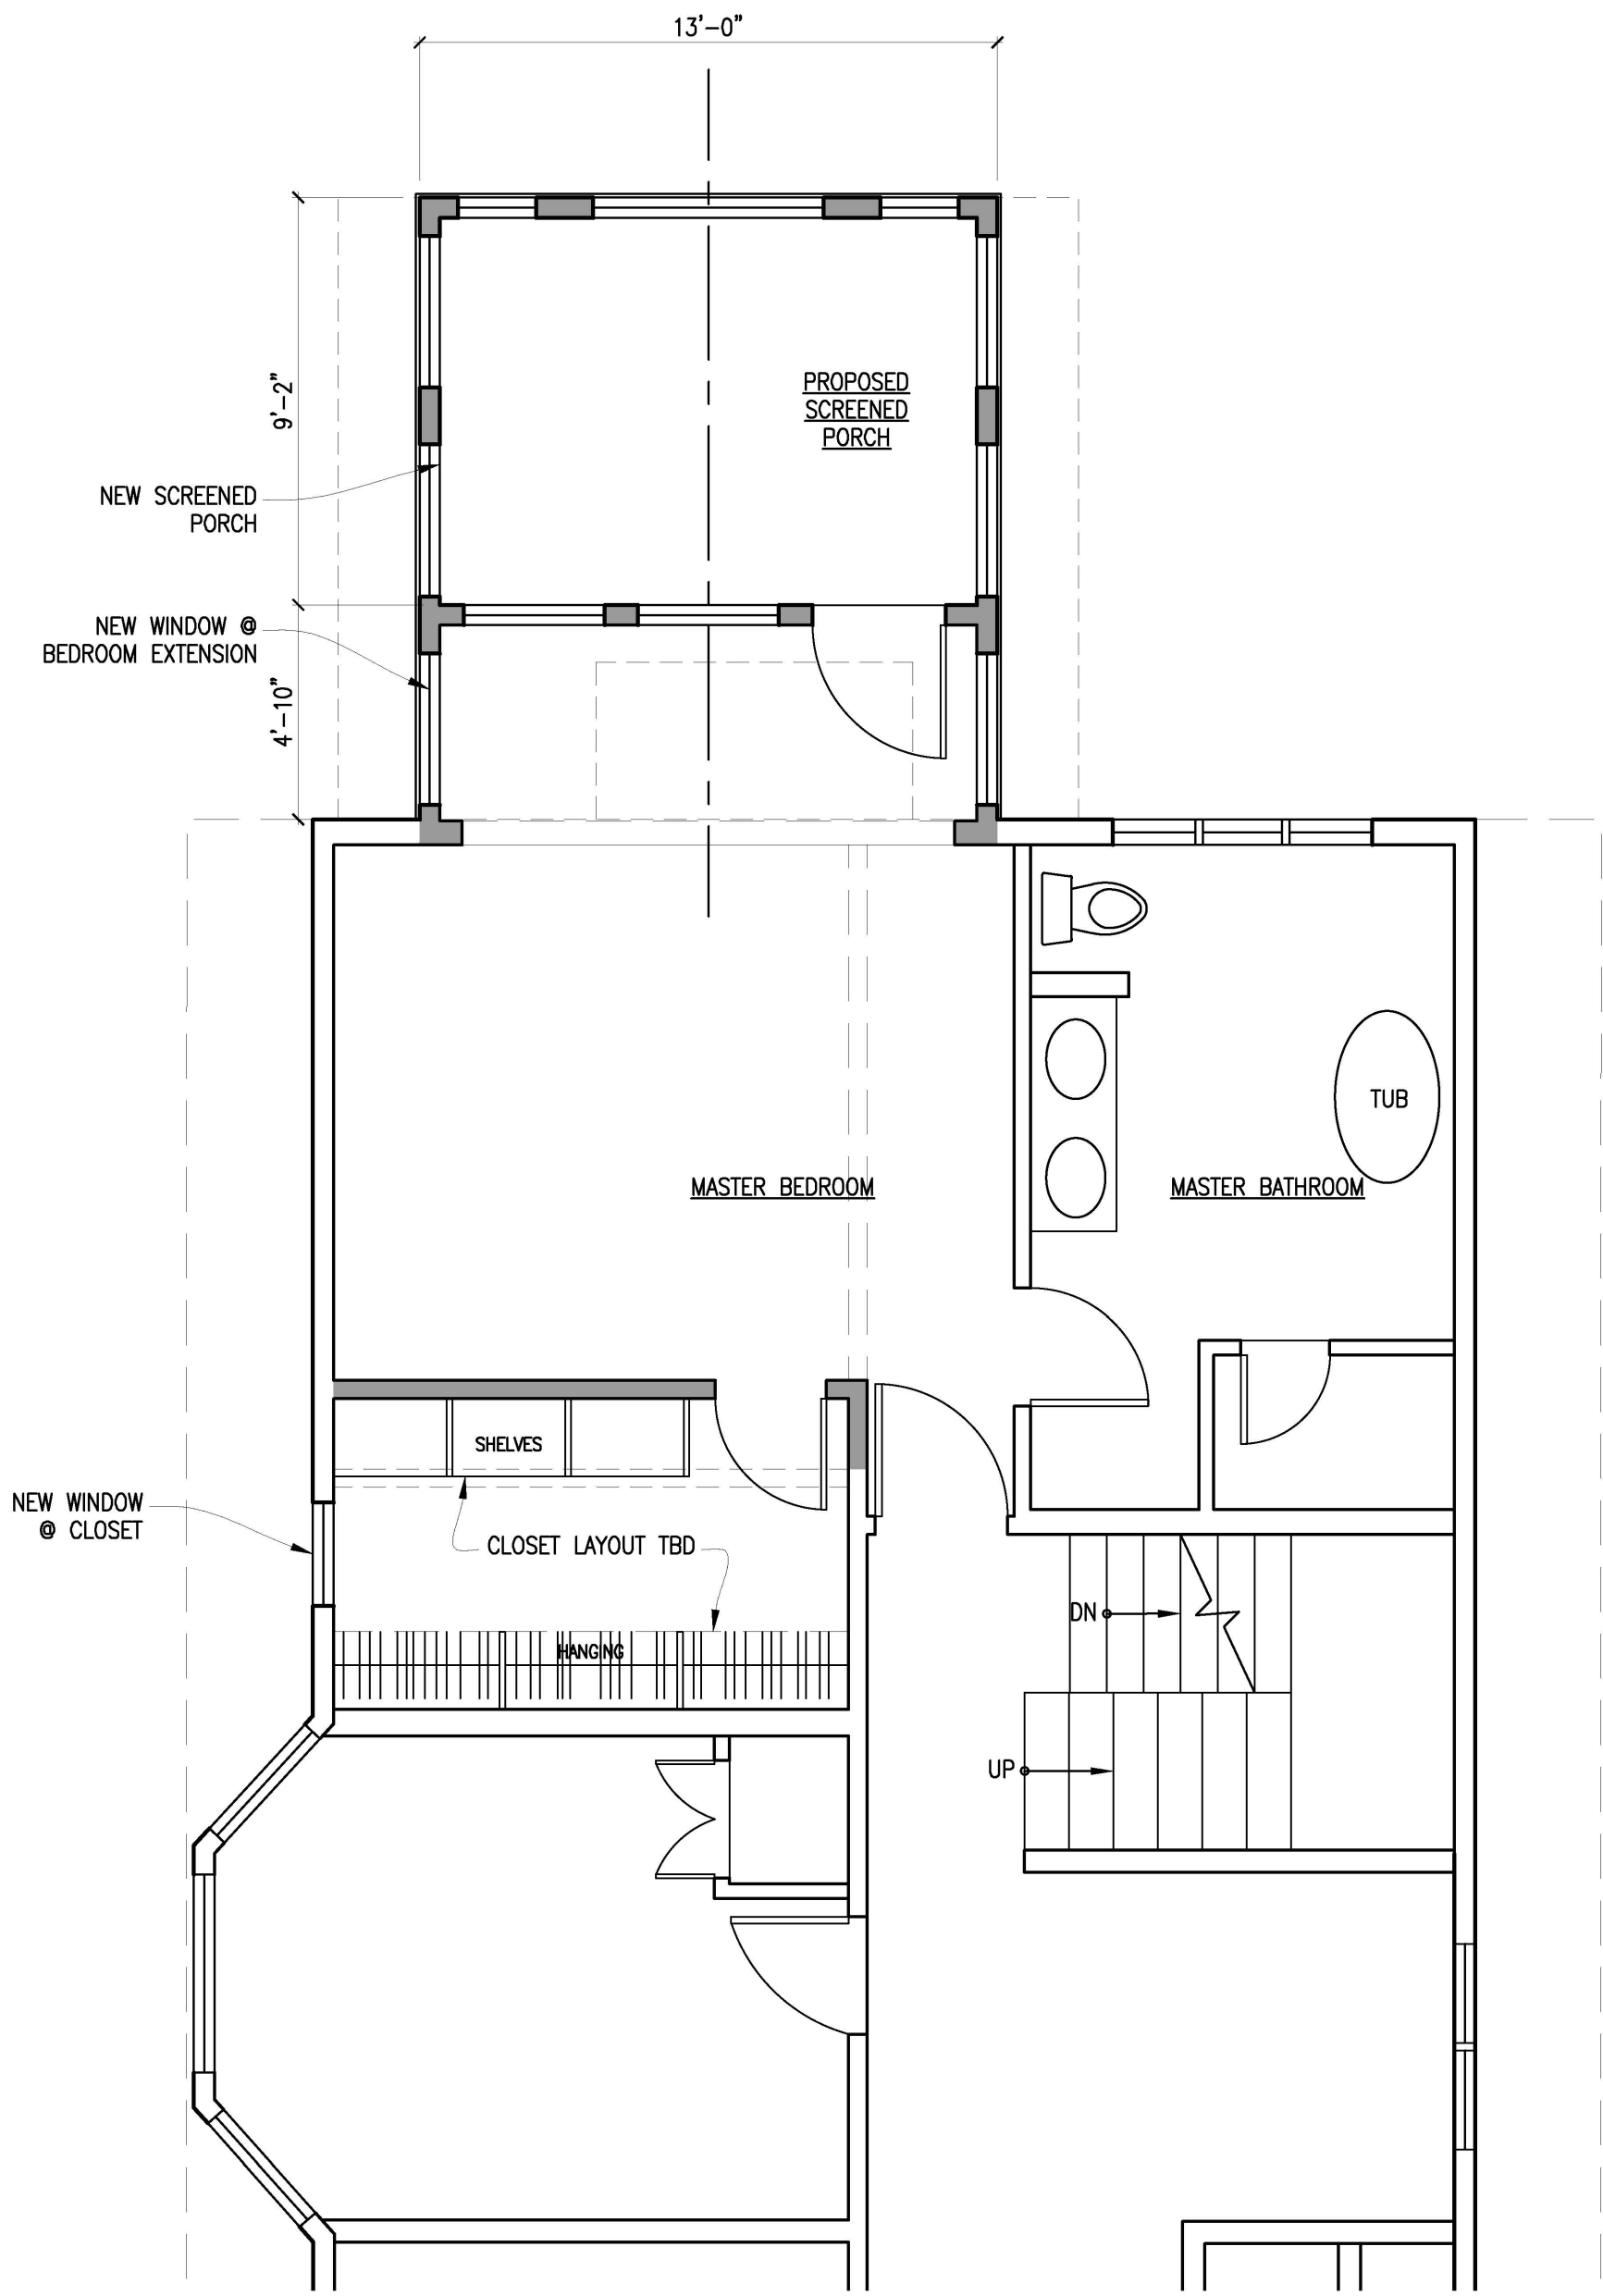 13'-0"
9'-2"
PROPOSED
SCREENED
PORCH
NEW SCREENED
PORCH
NEW WINDOW @
BEDROOM EXTENSION
4'-10"
TUB
MASTER BEDROOM
MASTER BATHROOM
SHELVES
NEW WINDOW
@ CLOSET
CLOSET LAYOUT TBD
DN
HANGING
UP